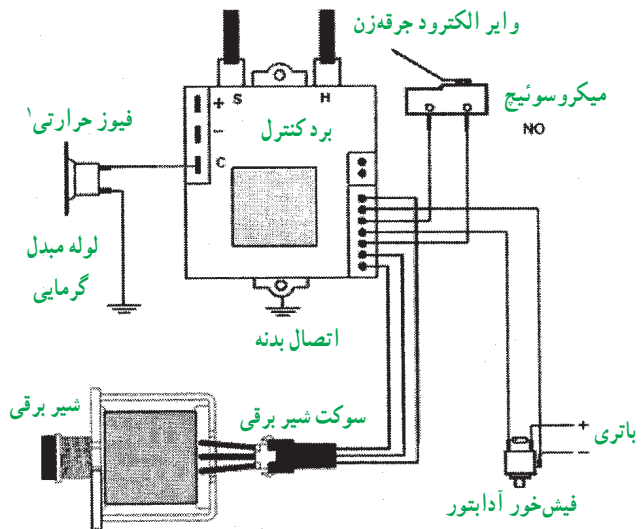 وایر الکترود جرقه‌زن
میکروسوئیچ
NO
S
H
برد کنترل
+
−
C
فیوز حرارتی۱
لوله مبدل
گرمایی
اتصال بدنه
شیر برقی
سوکت شیر برقی
باتری
+
−
فیش‌خور آدابتور